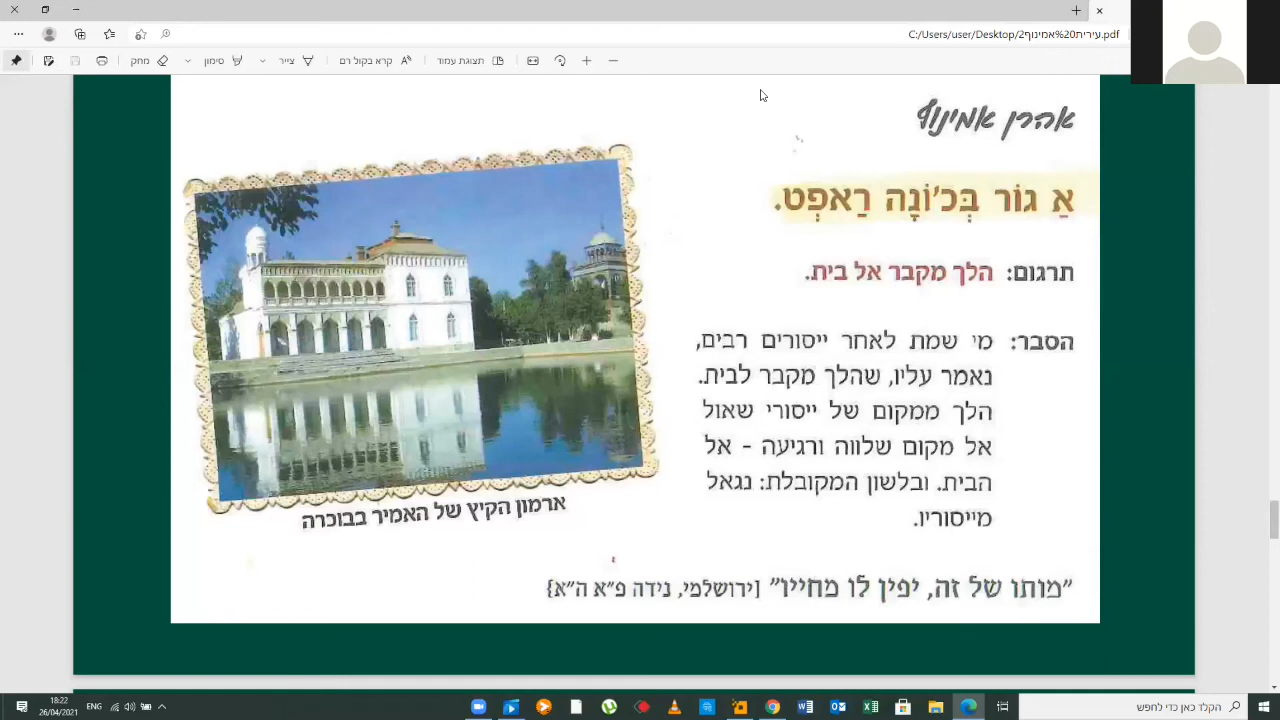 C:/Users/user/Desktop/2עירית%20אמינוף.pdf
מחק
סימון
צייר
קרא בקול רם
תצוגת עמוד
אהרן אמינוף
אַ גוֹר בְּכ׳וֹנָה רַאפְט.
תרגום: הלך מקבר אל בית.
הסבר: מי שמת לאחר ייסורים רבים,
נאמר עליו, שהלך מקבר לבית.
הלך ממקום של ייסורי שאול
אל מקום שלווה ורגיעה - אל
הבית. ובלשון המקובלת: נגאל
מייסוריו.
ארמון הקיץ של האמיר בבוכרה
"מותו של זה, יפין לו מחייו" [ירושלמי, נידה פ״א ה״א}
הקלד כאן כדי לחפש
ENG
18:22
26/04/2021